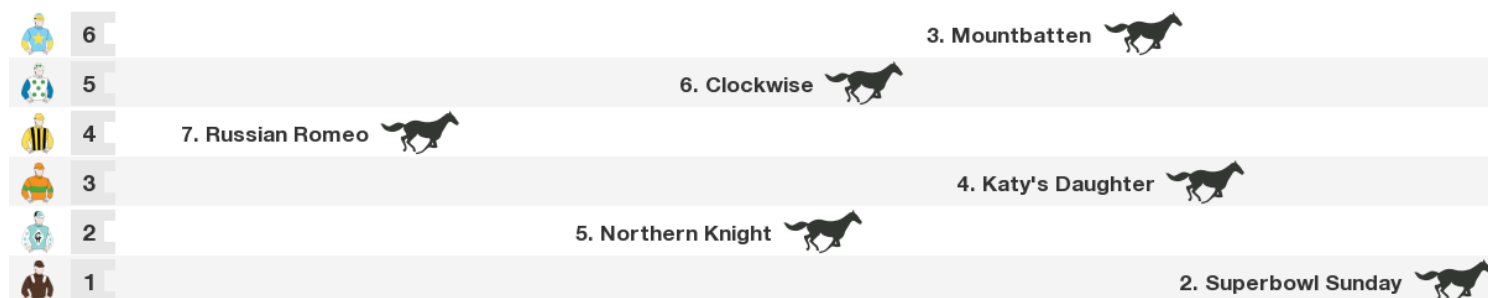 6 3. Mountbatten
5 6. Clockwise
4 7. Russian Romeo
3 4. Katy's Daughter
2 5. Northern Knight
1 2. Superbowl Sunday